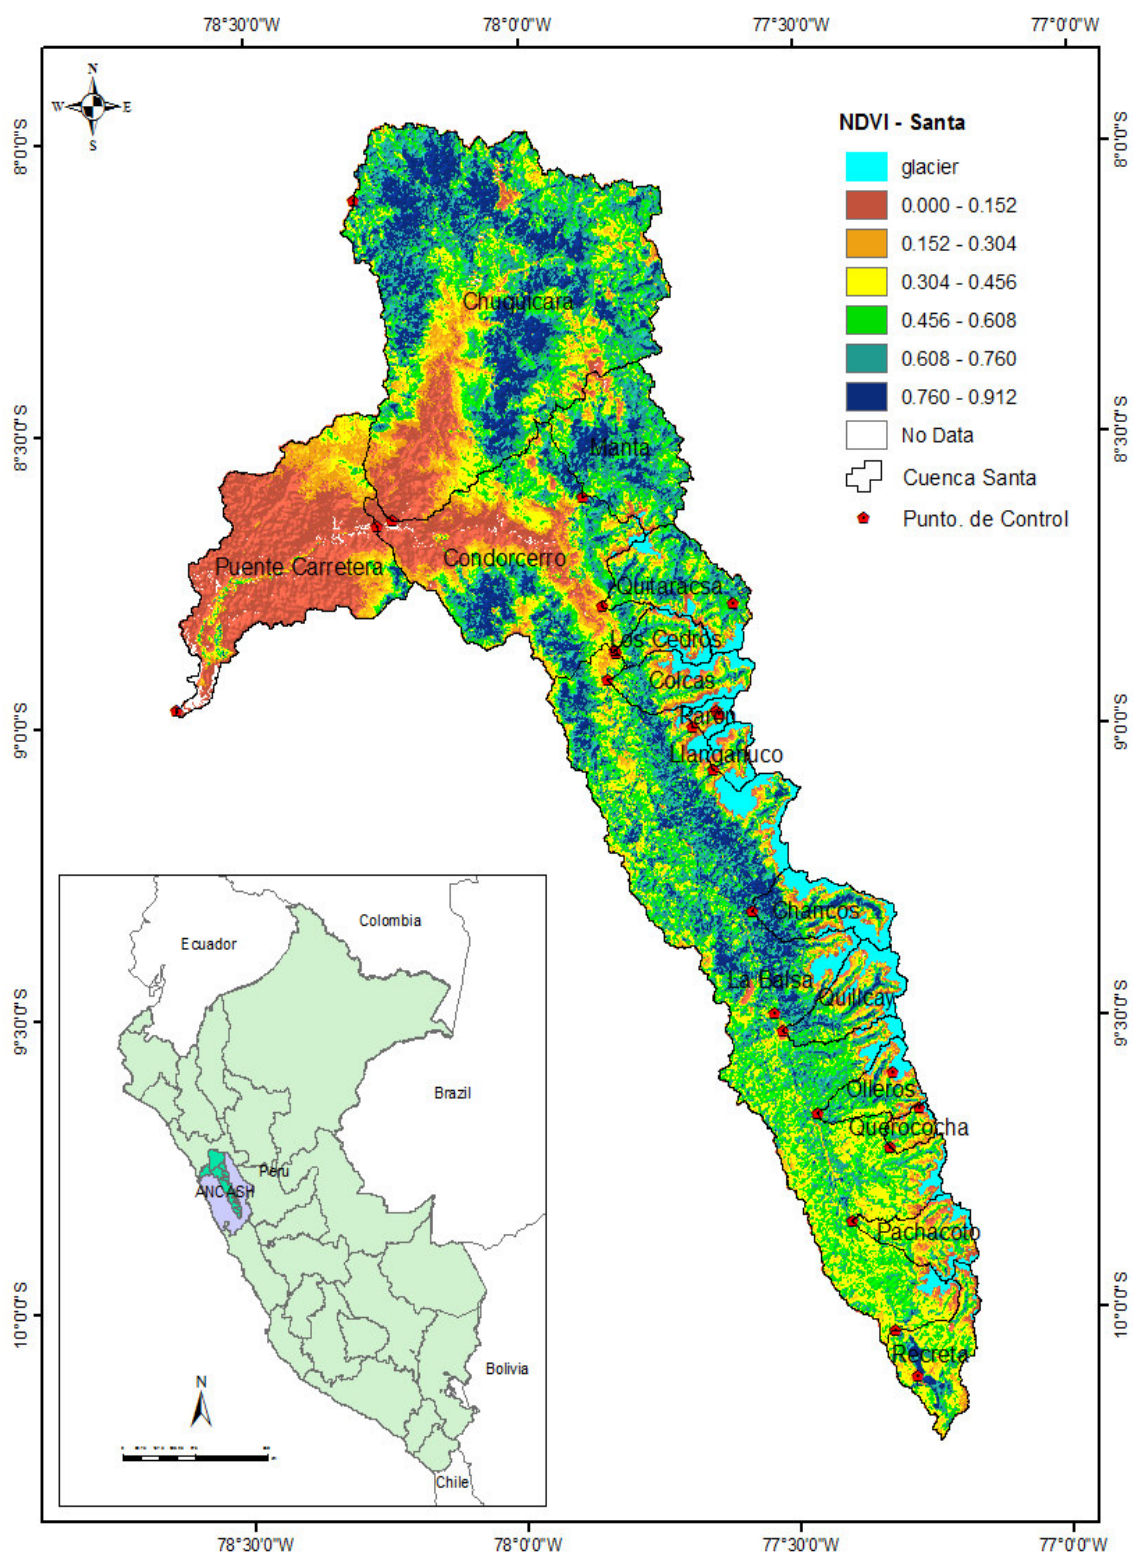 78°30'0"W 78°0'0"W 77°30'0"W 77°0'0"W
N
W E
S
8°0'0"S
8°0'0"S
NDVI - Santa
glacier
0.000 - 0.152
0.152 - 0.304
0.304 - 0.456
0.456 - 0.608
0.608 - 0.760
0.760 - 0.912
No Data
Cuenca Santa
Punto. de Control
Chuquicara
8°30'0"S
8°30'0"S
Manta
Puente Carretera
Condorcerro
Quitaracsa
Los Cedros
Colcas
Paron
9°0'0"S
9°0'0"S
Llanganuco
Chancos
La Balsa
Quillcay
9°30'0"S
9°30'0"S
Olleros
Querococha
Pachacoto
10°0'0"S
10°0'0"S
Recreta
Colombia
Ecuador
Brazil
Peru
ANCASH
Bolivia
N
Chile
78°30'0"W 78°0'0"W 77°30'0"W 77°0'0"W